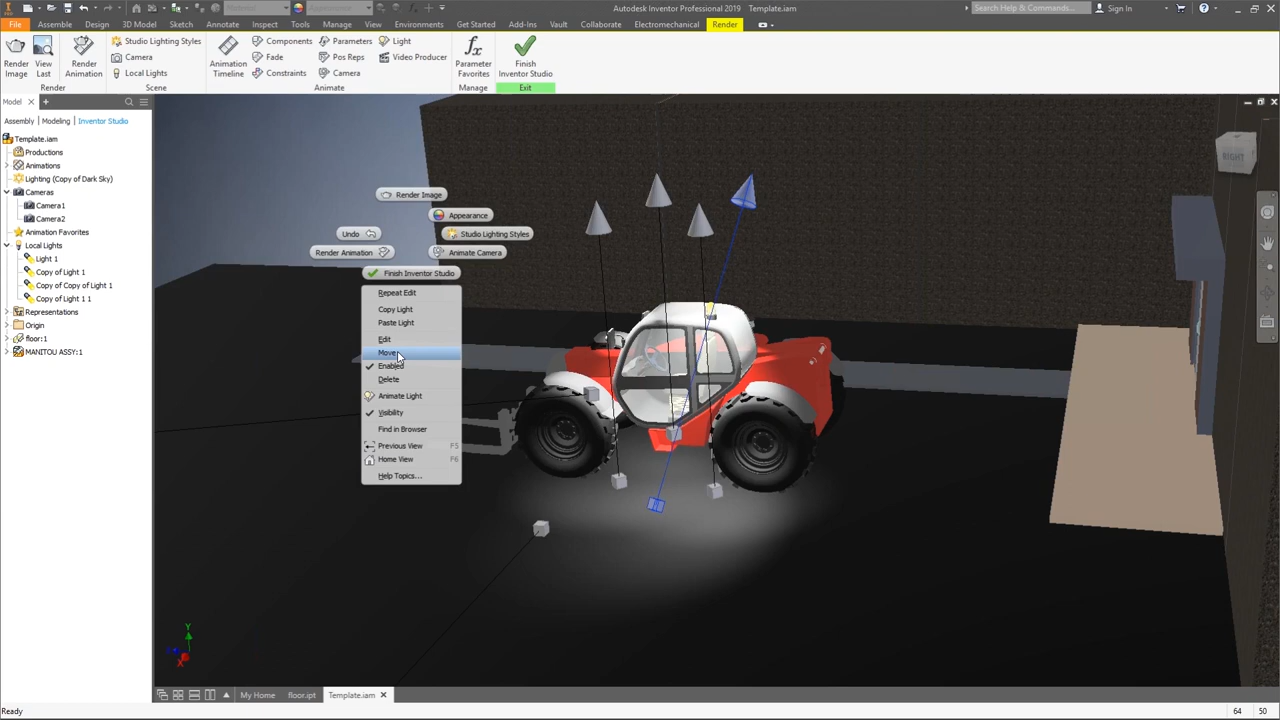 Autodesk Inventor Professional 2019   Template.iam
Search Help & Commands...
Sign In
File Assemble Design 3D Model Sketch Annotate Inspect Tools Manage View Environments Get Started Add-Ins Vault Collaborate Electromechanical Render
Material
Appearance
Render Image
View Last
Render Animation
Studio Lighting Styles
Camera
Local Lights
Animation Timeline
Components
Fade
Constraints
Parameters
Pos Reps
Camera
Light
Video Producer
Parameter Favorites
Finish Inventor Studio
Render Scene Animate Manage Exit
Model
Assembly | Modeling | Inventor Studio
Template.iam
Productions
Animations
Lighting (Copy of Dark Sky)
Cameras
Camera1
Camera2
Animation Favorites
Local Lights
Light 1
Copy of Light 1
Copy of Copy of Light 1
Copy of Light 1 1
Representations
Origin
floor:1
MANITOU ASSY:1
RIGHT
Render Image
Appearance
Undo
Studio Lighting Styles
Render Animation
Animate Camera
Finish Inventor Studio
Repeat Edit
Copy Light
Paste Light
Edit
Move
Enabled
Delete
Animate Light
Visibility
Find in Browser
Previous View F5
Home View F6
Help Topics...
Y
X
My Home floor.ipt Template.iam
Ready
64 50